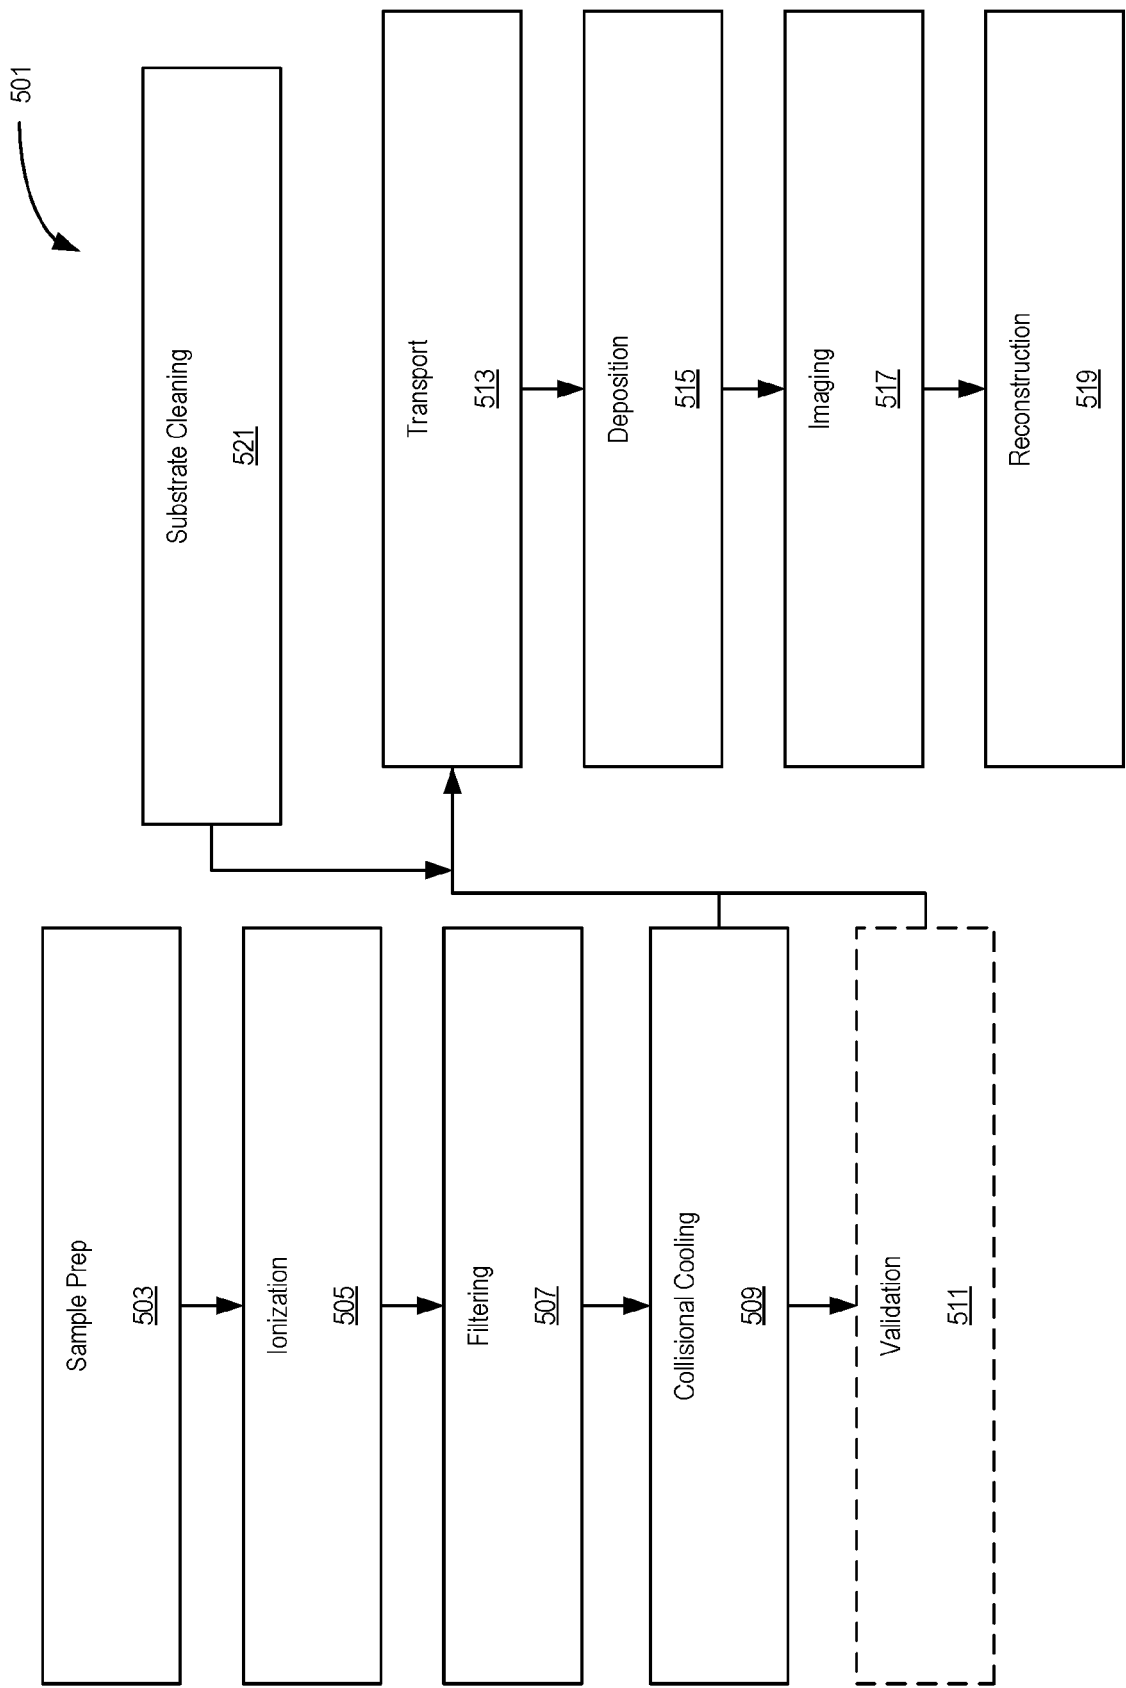 501
Sample Prep
503
Ionization
505
Filtering
507
Collisional Cooling
509
Validation
511
Substrate Cleaning
521
Transport
513
Deposition
515
Imaging
517
Reconstruction
519